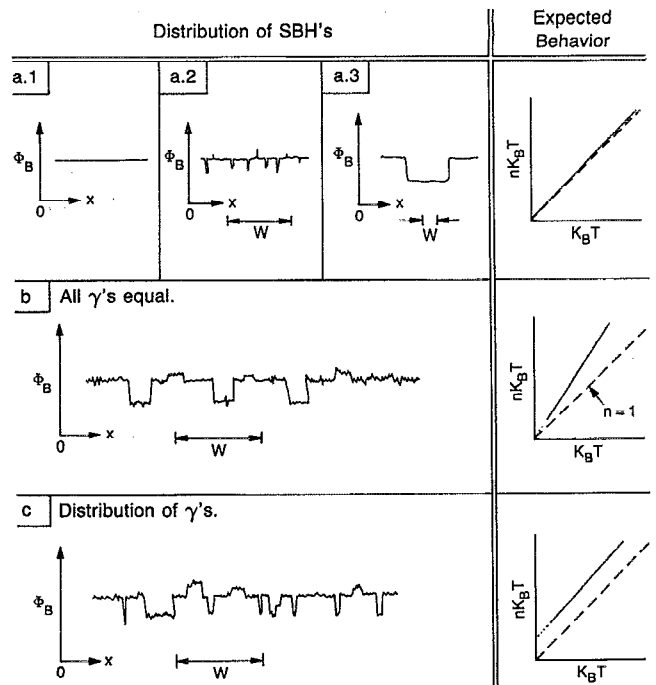 Distribution of SBH's
Expected
Behavior
a.1
Φ_B
0
x
a.2
Φ_B
0
x
W
a.3
Φ_B
0
x
W
nK_BT
K_BT
b All γ's equal.
Φ_B
0
x
W
nK_BT
n = 1
K_BT
c Distribution of γ's.
Φ_B
0
x
W
nK_BT
K_BT